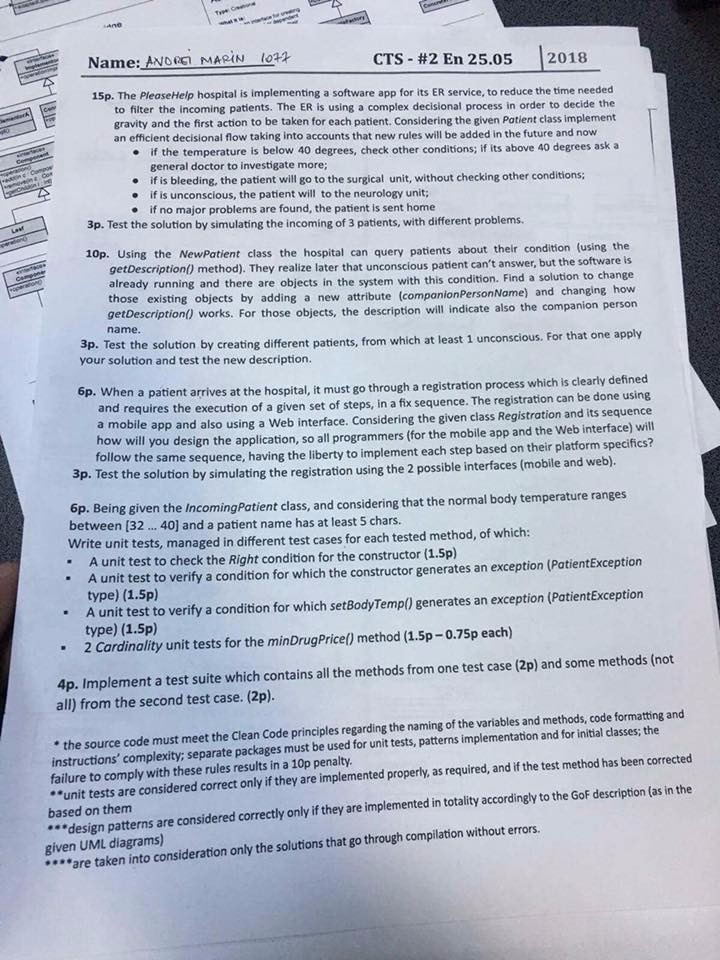 Name: ANDREI MARIN 1077 CTS - #2 En 25.05 2018
15p. The PleaseHelp hospital is implementing a software app for its ER service, to reduce the time needed
to filter the incoming patients. The ER is using a complex decisional process in order to decide the
gravity and the first action to be taken for each patient. Considering the given Patient class implement
an efficient decisional flow taking into accounts that new rules will be added in the future and now
• if the temperature is below 40 degrees, check other conditions; if its above 40 degrees ask a
general doctor to investigate more;
• if is bleeding, the patient will go to the surgical unit, without checking other conditions;
• if is unconscious, the patient will to the neurology unit;
• if no major problems are found, the patient is sent home
3p. Test the solution by simulating the incoming of 3 patients, with different problems.
10p. Using the NewPatient class the hospital can query patients about their condition (using the
getDescription() method). They realize later that unconscious patient can't answer, but the software is
already running and there are objects in the system with this condition. Find a solution to change
those existing objects by adding a new attribute (companionPersonName) and changing how
getDescription() works. For those objects, the description will indicate also the companion person
name.
3p. Test the solution by creating different patients, from which at least 1 unconscious. For that one apply
your solution and test the new description.
6p. When a patient arrives at the hospital, it must go through a registration process which is clearly defined
and requires the execution of a given set of steps, in a fix sequence. The registration can be done using
a mobile app and also using a Web interface. Considering the given class Registration and its sequence
how will you design the application, so all programmers (for the mobile app and the Web interface) will
follow the same sequence, having the liberty to implement each step based on their platform specifics?
3p. Test the solution by simulating the registration using the 2 possible interfaces (mobile and web).
6p. Being given the IncomingPatient class, and considering that the normal body temperature ranges
between [32 ... 40] and a patient name has at least 5 chars.
Write unit tests, managed in different test cases for each tested method, of which:
▪ A unit test to check the Right condition for the constructor (1.5p)
▪ A unit test to verify a condition for which the constructor generates an exception (PatientException
type) (1.5p)
▪ A unit test to verify a condition for which setBodyTemp() generates an exception (PatientException
type) (1.5p)
▪ 2 Cardinality unit tests for the minDrugPrice() method (1.5p – 0.75p each)
4p. Implement a test suite which contains all the methods from one test case (2p) and some methods (not
all) from the second test case. (2p).
* the source code must meet the Clean Code principles regarding the naming of the variables and methods, code formatting and
instructions' complexity; separate packages must be used for unit tests, patterns implementation and for initial classes; the
failure to comply with these rules results in a 10p penalty.
**unit tests are considered correct only if they are implemented properly, as required, and if the test method has been corrected
based on them
***design patterns are considered correctly only if they are implemented in totality accordingly to the GoF description (as in the
given UML diagrams)
****are taken into consideration only the solutions that go through compilation without errors.